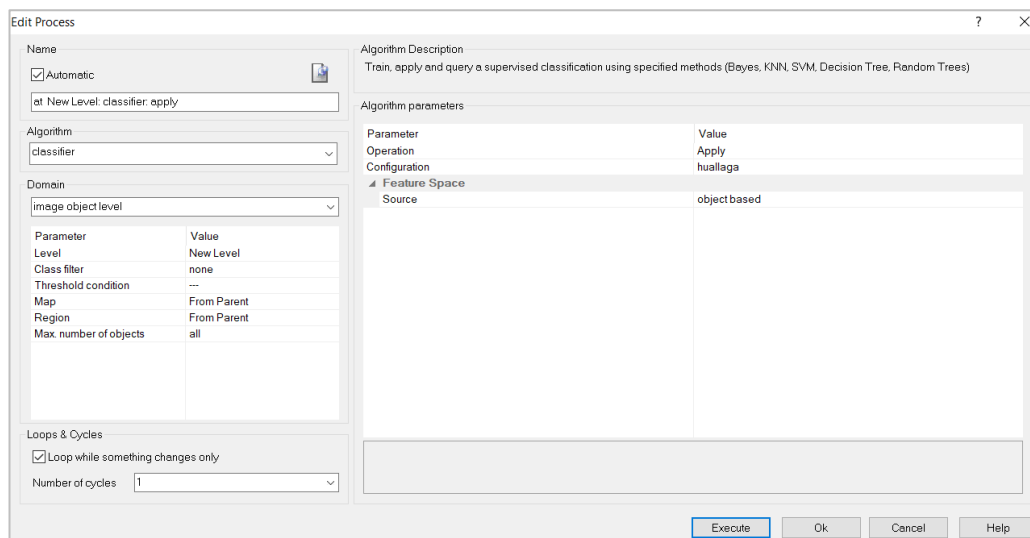 Edit Process
?
Name
Automatic
at New Level: classifier: apply
Algorithm
classifier
Domain
image object level
Parameter Value
Level New Level
Class filter none
Threshold condition ---
Map From Parent
Region From Parent
Max. number of objects all
Loops & Cycles
Loop while something changes only
Number of cycles 1
Algorithm Description
Train, apply and query a supervised classification using specified methods (Bayes, KNN, SVM, Decision Tree, Random Trees)
Algorithm parameters
Parameter Value
Operation Apply
Configuration huallaga
Feature Space
Source object based
Execute Ok Cancel Help